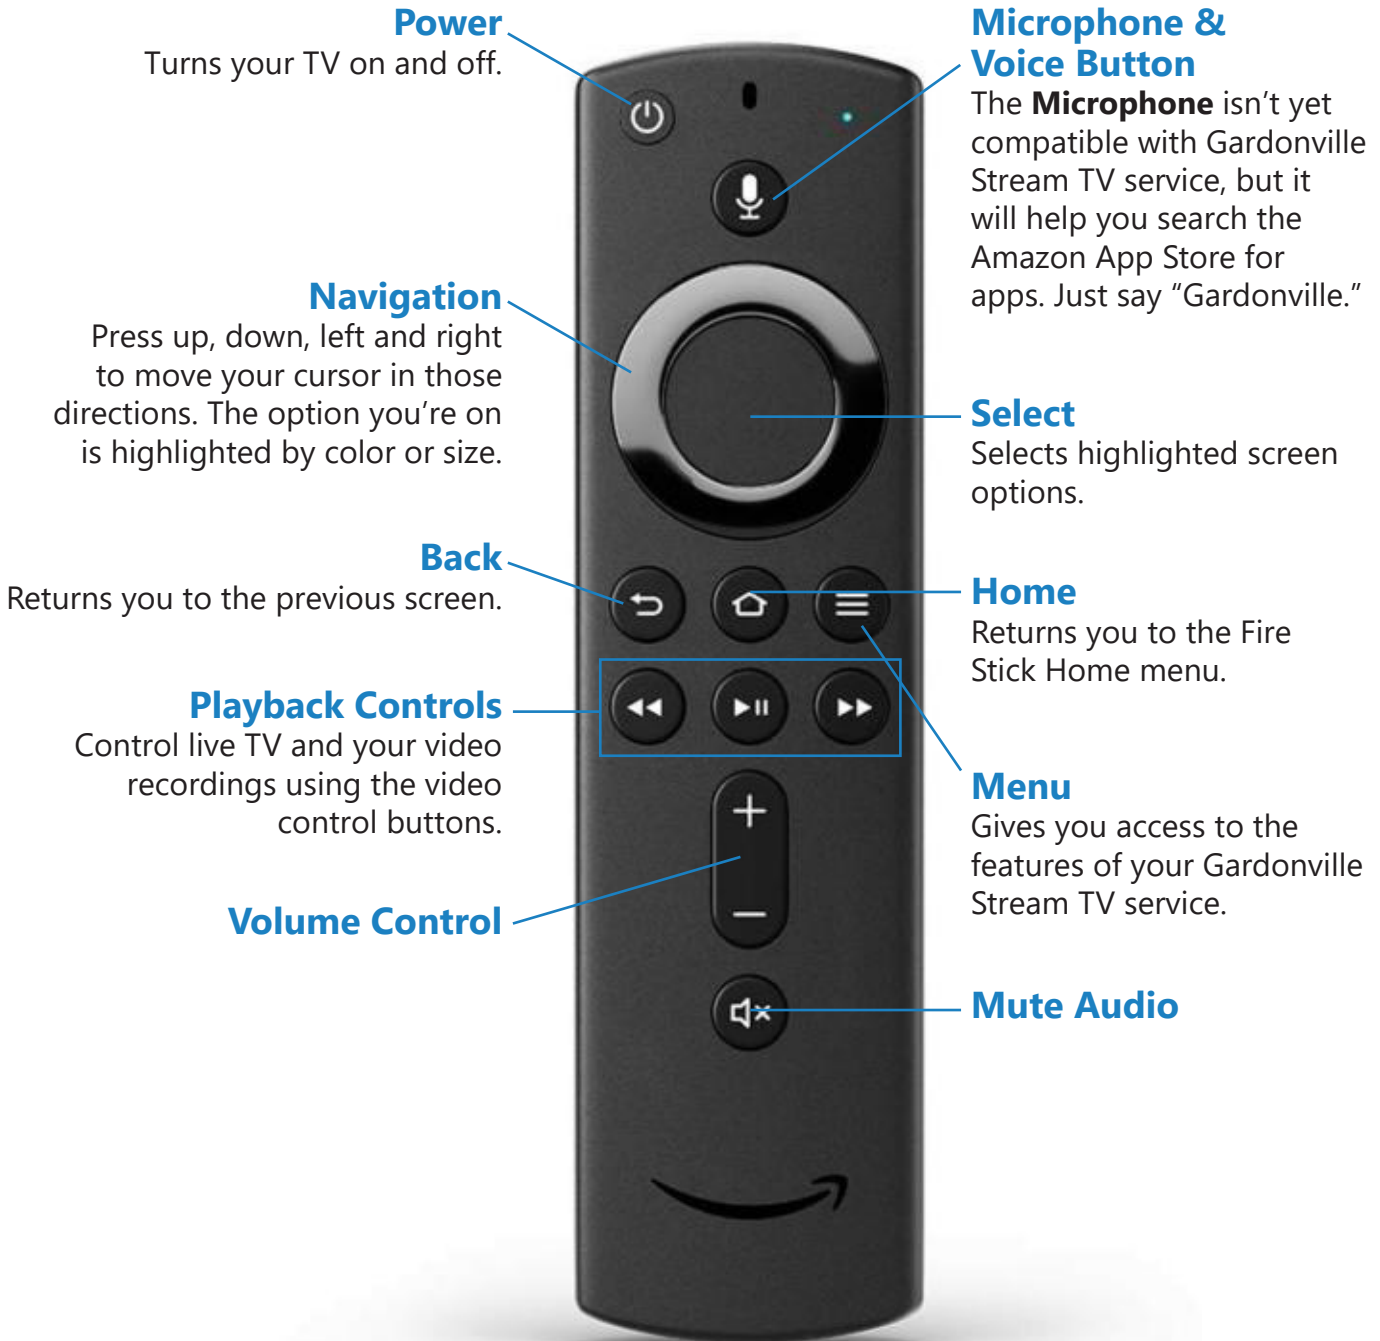 Power
Turns your TV on and off.
Microphone &
Voice Button
The Microphone isn’t yet
compatible with Gardonville
Stream TV service, but it
will help you search the
Amazon App Store for
apps. Just say “Gardonville.”
Navigation
Press up, down, left and right
to move your cursor in those
directions. The option you’re on
is highlighted by color or size.
Select
Selects highlighted screen
options.
Back
Returns you to the previous screen.
Home
Returns you to the Fire
Stick Home menu.
Playback Controls
Control live TV and your video
recordings using the video
control buttons.
Menu
Gives you access to the
features of your Gardonville
Stream TV service.
Volume Control
Mute Audio